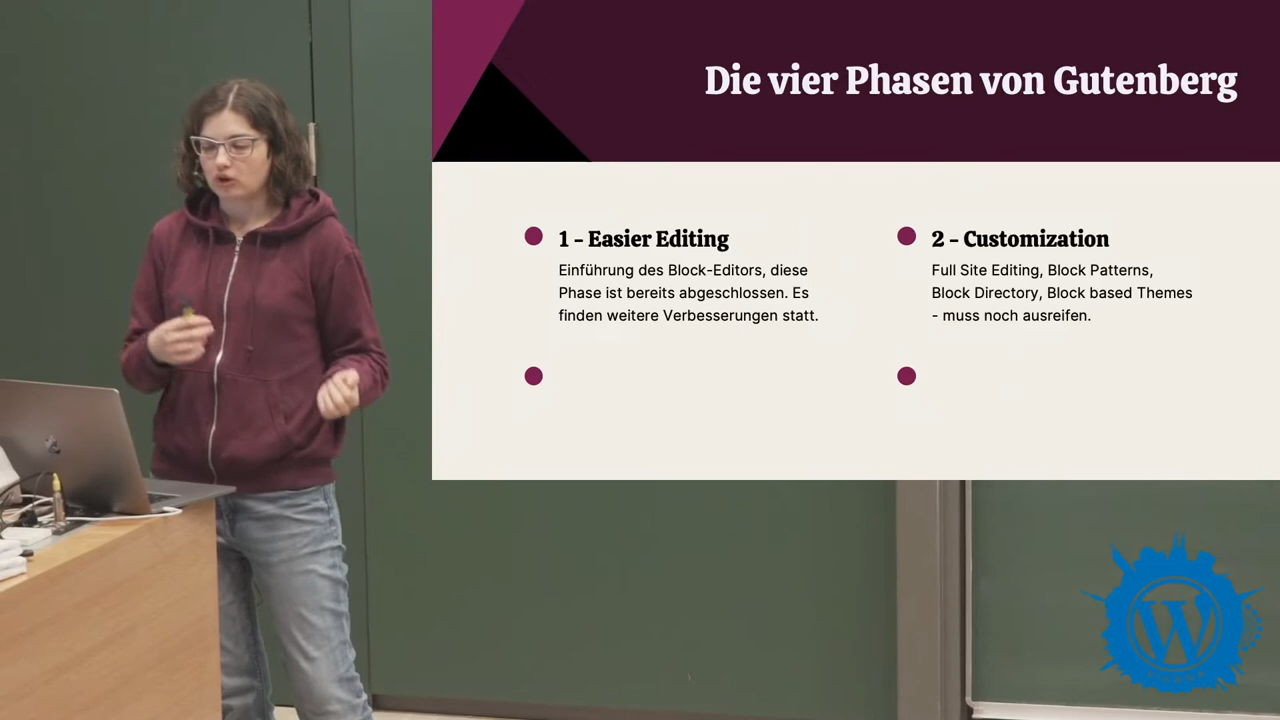 Die vier Phasen von Gutenberg
1 - Easier Editing
Einführung des Block-Editors, diese
Phase ist bereits abgeschlossen. Es
finden weitere Verbesserungen statt.
2 - Customization
Full Site Editing, Block Patterns,
Block Directory, Block based Themes
- muss noch ausreifen.
W